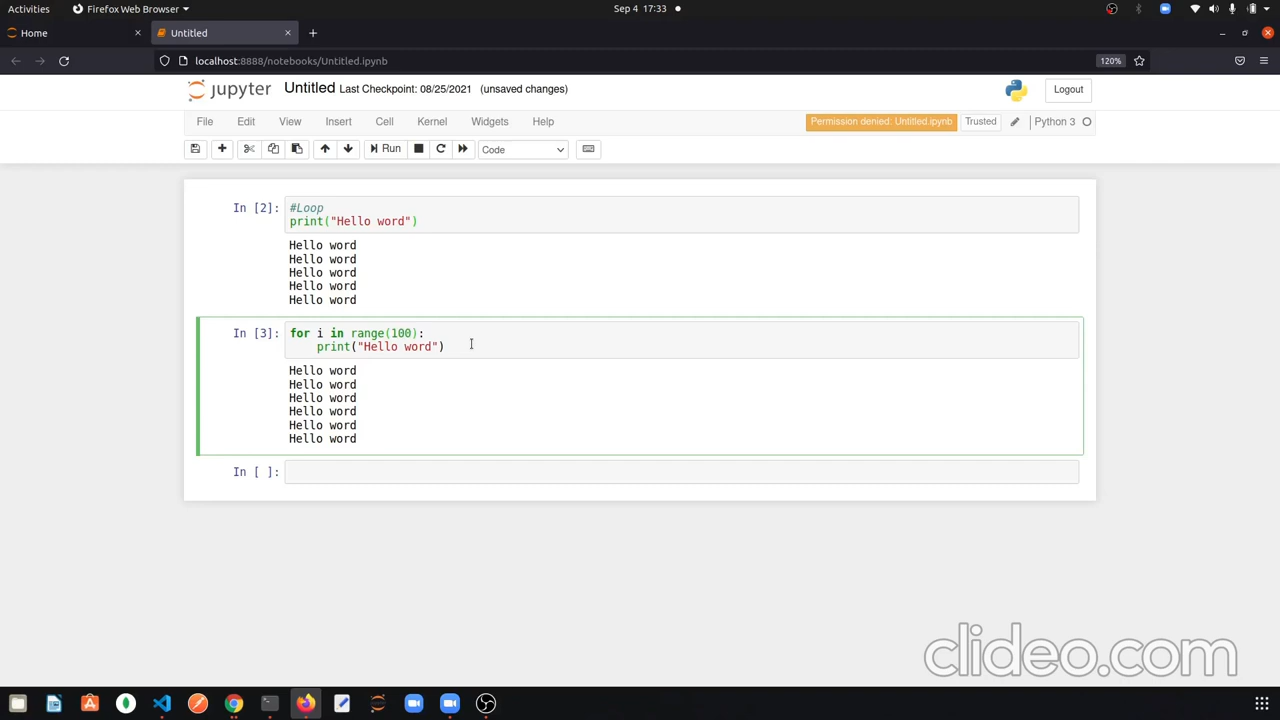 Activities Firefox Web Browser Sep 4 17:33
Home Untitled
localhost:8888/notebooks/Untitled.ipynb 120%
jupyter Untitled Last Checkpoint: 08/25/2021 (unsaved changes) Logout
File Edit View Insert Cell Kernel Widgets Help Permission denied: Untitled.ipynb Trusted Python 3
Run Code
In [2]: #Loop
print("Hello word")
Hello word
Hello word
Hello word
Hello word
Hello word
In [3]: for i in range(100):
    print("Hello word")
Hello word
Hello word
Hello word
Hello word
Hello word
Hello word
In [ ]:
clideo.com